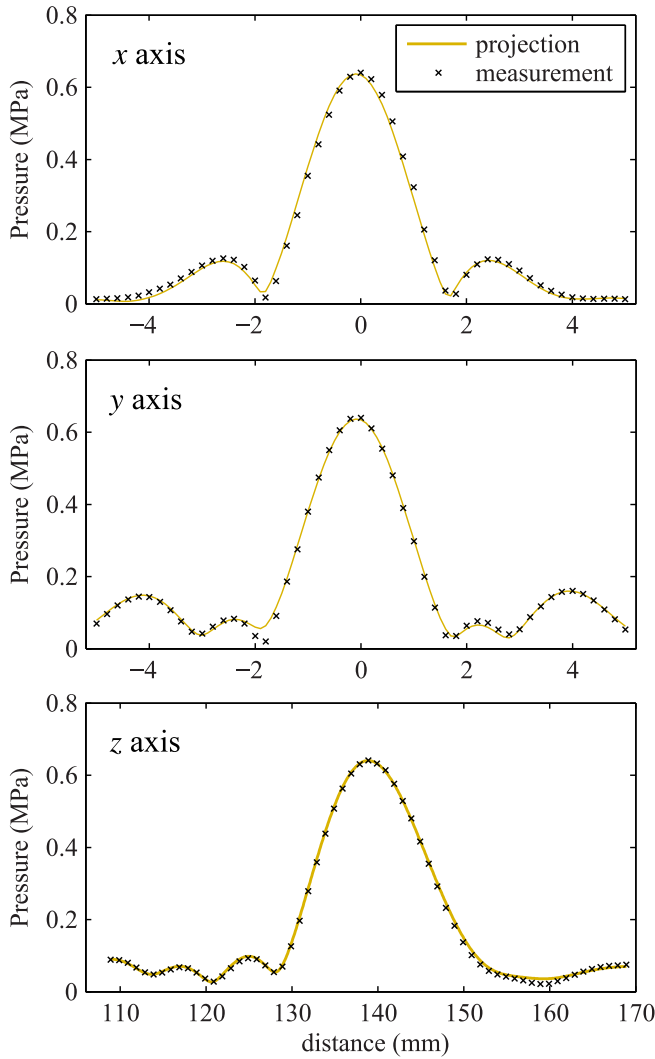 0.8
x axis
projection
measurement
0.6
Pressure (MPa)
0.4
0.2
0
−4 −2 0 2 4
0.8
y axis
0.6
Pressure (MPa)
0.4
0.2
0
−4 −2 0 2 4
0.8
z axis
0.6
Pressure (MPa)
0.4
0.2
0
110 120 130 140 150 160 170
distance (mm)